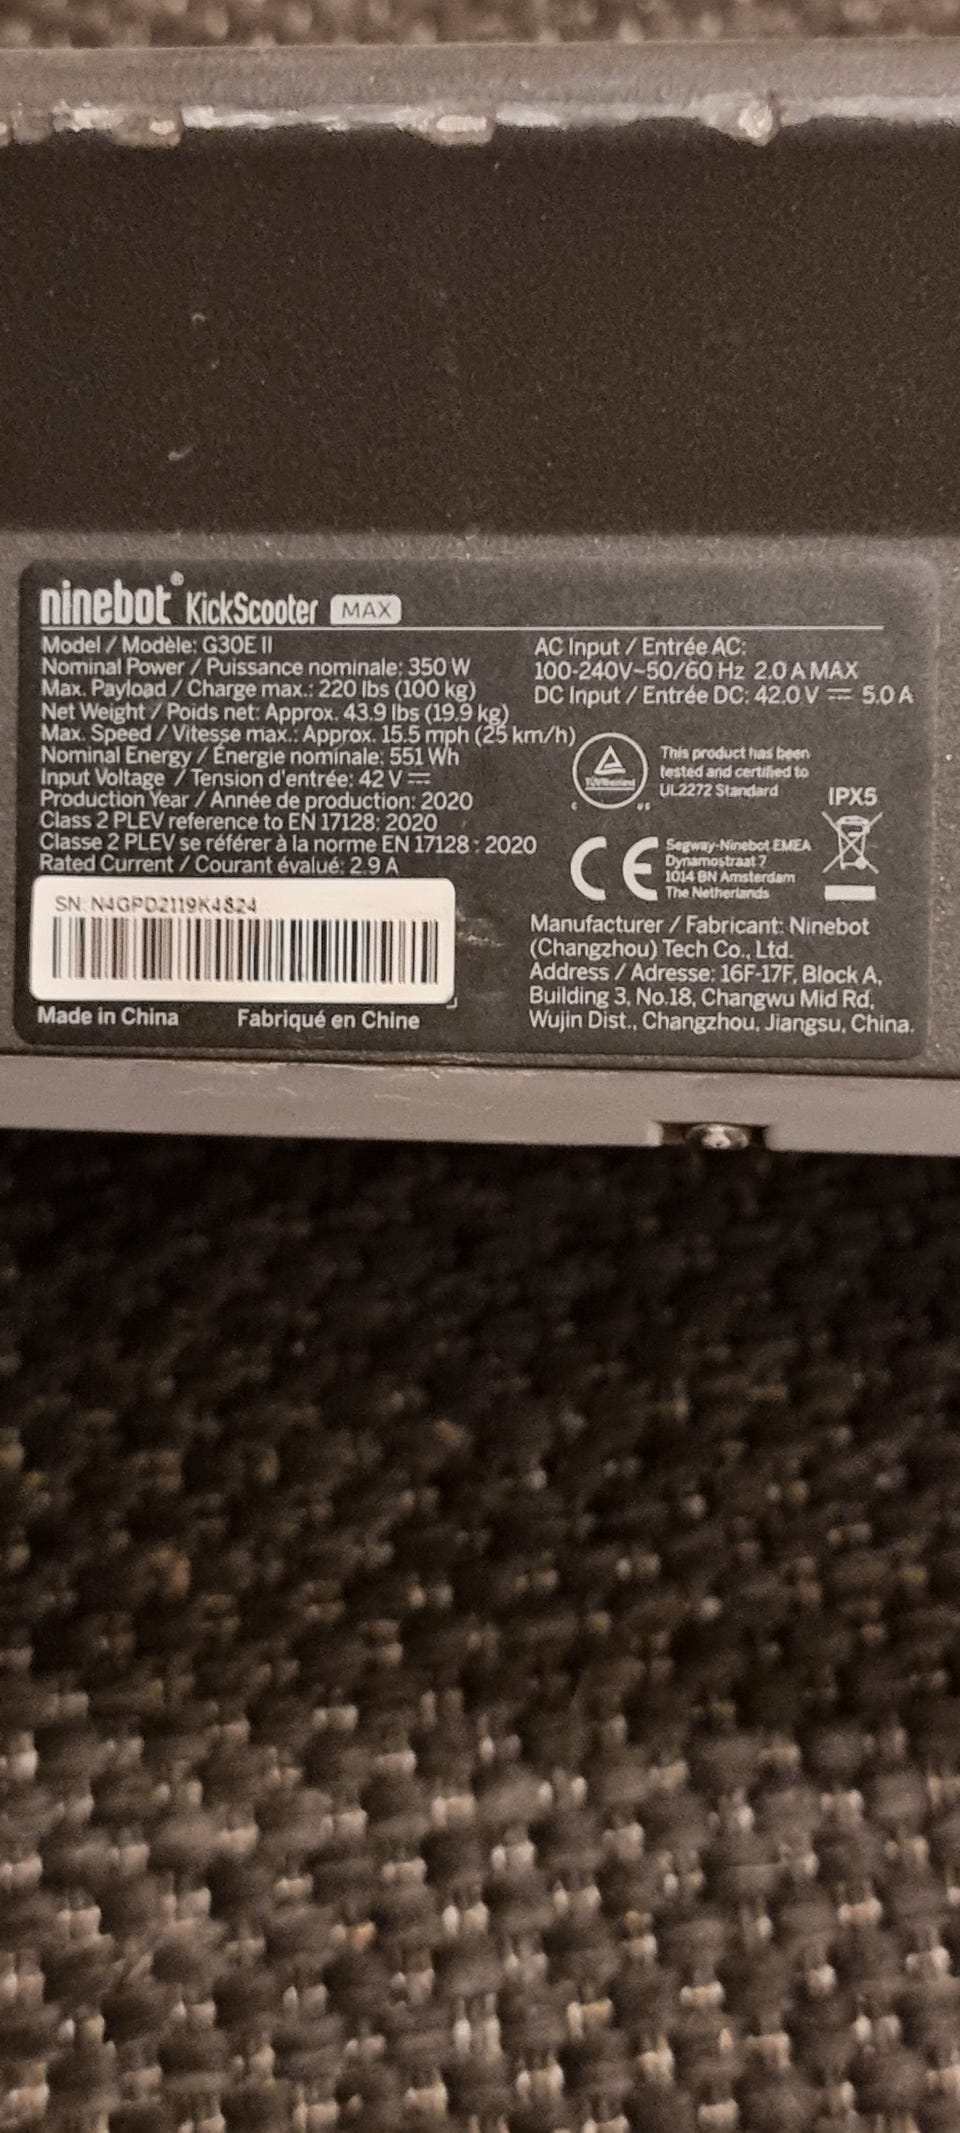 ninebot® KickScooter MAX
Model / Modèle: G30E II
Nominal Power / Puissance nominale: 350 W
Max. Payload / Charge max.: 220 lbs (100 kg)
Net Weight / Poids net: Approx. 43.9 lbs (19.9 kg)
Max. Speed / Vitesse max.: Approx. 15.5 mph (25 km/h)
Nominal Energy / Énergie nominale: 551 Wh
Input Voltage / Tension d'entrée: 42 V ⎓
Production Year / Année de production: 2020
Class 2 PLEV reference to EN 17128: 2020
Classe 2 PLEV se référer à la norme EN 17128 : 2020
Rated Current / Courant évalué: 2.9 A
SN: N4GPD2119K4824
Made in China Fabriqué en Chine
AC Input / Entrée AC:
100-240V~50/60 Hz 2.0 A MAX
DC Input / Entrée DC: 42.0 V ⎓ 5.0 A
TÜVRheinland
C US
This product has been
tested and certified to
UL2272 Standard
IPX5
CE
Segway-Ninebot EMEA
Dynamostraat 7
1014 BN Amsterdam
The Netherlands
Manufacturer / Fabricant: Ninebot
(Changzhou) Tech Co., Ltd.
Address / Adresse: 16F-17F, Block A,
Building 3, No.18, Changwu Mid Rd,
Wujin Dist., Changzhou, Jiangsu, China.